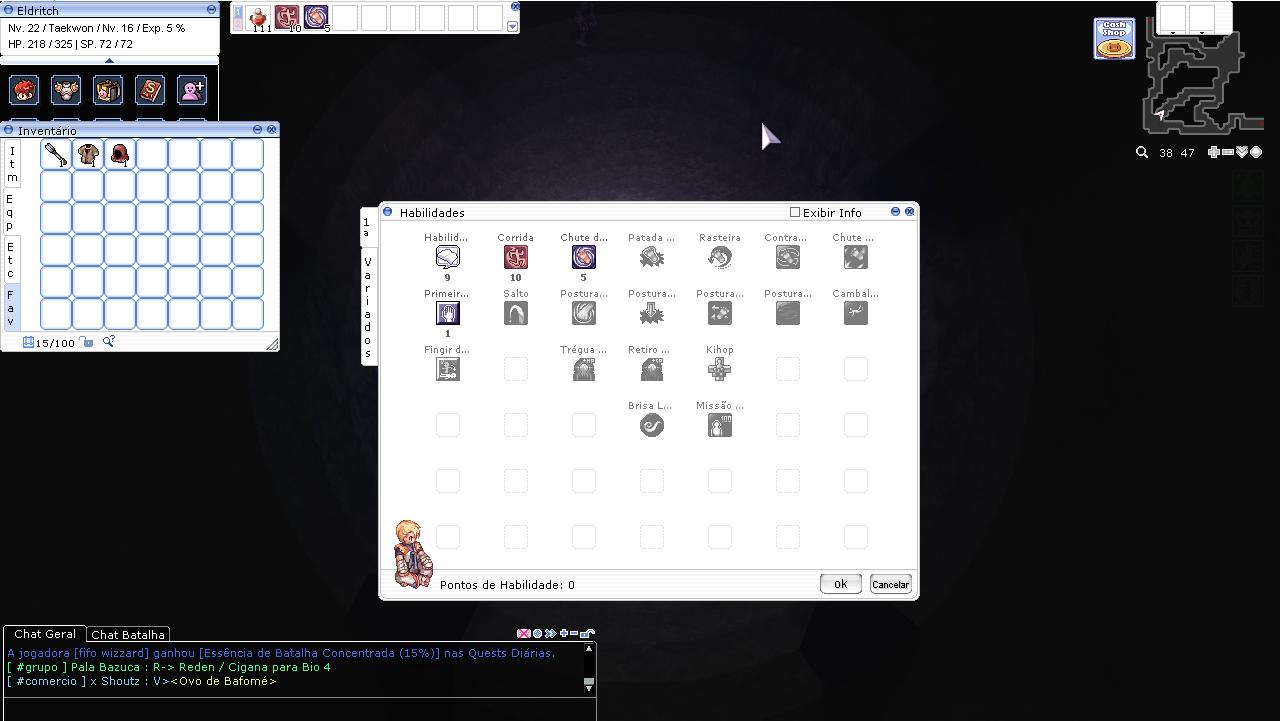 Eldritch
Nv. 22 / Taekwon / Nv. 16 / Exp. 5 %
HP. 218 / 325 | SP. 72 / 72
111
10
5
Cash Shop
38 47
Inventário
Itm
Eqp
Etc
Fav
1
1
1
15/100
Habilidades
Exibir Info
1a
Variados
Habilid... Corrida Chute d... Patada ... Rasteira Contra... Chute ...
9 10 5
Primeir... Salto Postura... Postura... Postura... Postura... Cambal...
1
Fingir d... Trégua ... Retiro ... Kihop
Brisa L... Missão ...
Pontos de Habilidade: 0
ok
Cancelar
Chat Geral
Chat Batalha
A jogadora [fifo wizzard] ganhou [Essência de Batalha Concentrada (15%)] nas Quests Diárias.
[ #grupo ] Pala Bazuca : R-> Reden / Cigana para Bio 4
[ #comercio ] x Shoutz : V><Ovo de Bafomé>